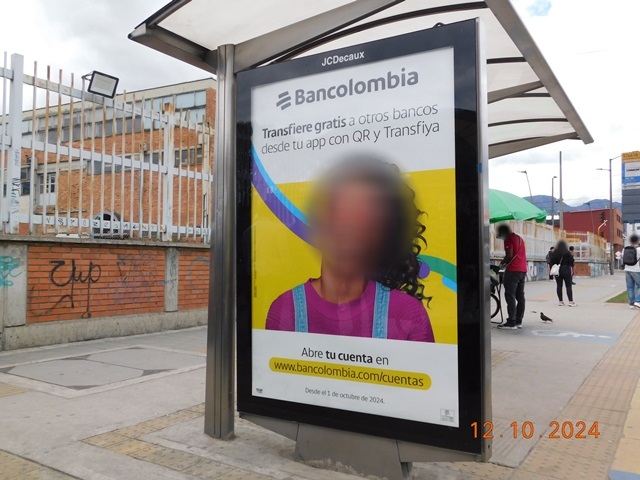 JCDecaux
Bancolombia
Transfiere gratis a otros bancos
desde tu app con QR y Transfiya
Abre tu cuenta en
www.bancolombia.com/cuentas
Desde el 1 de octubre de 2024.
12.10.2024